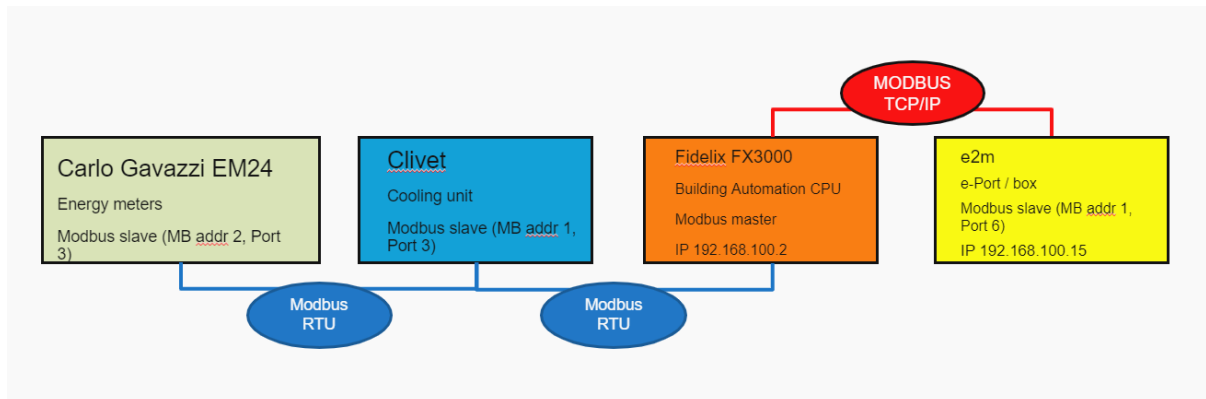 MODBUS
TCP/IP
Carlo Gavazzi EM24
Energy meters
Modbus slave (MB addr 2, Port
3)
Clivet
Cooling unit
Modbus slave (MB addr 1,
Port 3)
Fidelix FX3000
Building Automation CPU
Modbus master
IP 192.168.100.2
e2m
e-Port / box
Modbus slave (MB addr 1,
Port 6)
IP 192.168.100.15
Modbus
RTU
Modbus
RTU